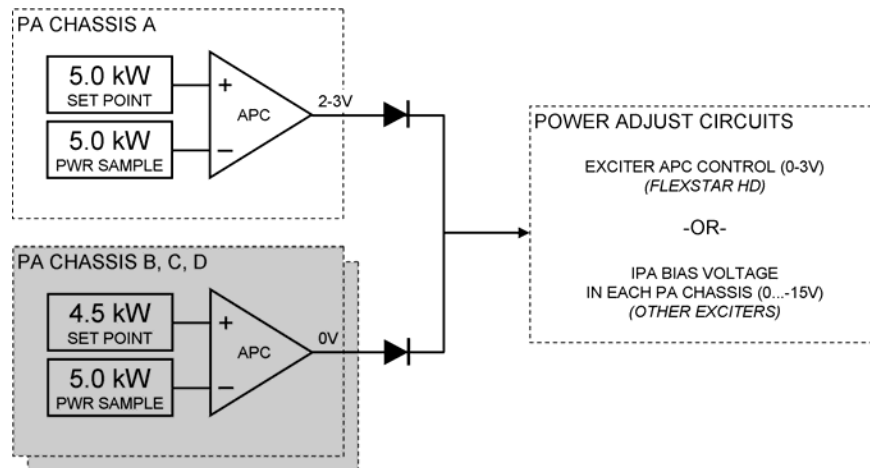 PA CHASSIS A
5.0 kW
SET POINT
5.0 kW
PWR SAMPLE
+
−
APC
2-3V
PA CHASSIS B, C, D
4.5 kW
SET POINT
5.0 kW
PWR SAMPLE
+
−
APC
0V
POWER ADJUST CIRCUITS
EXCITER APC CONTROL (0-3V)
(FLEXSTAR HD)
-OR-
IPA BIAS VOLTAGE
IN EACH PA CHASSIS (0...-15V)
(OTHER EXCITERS)